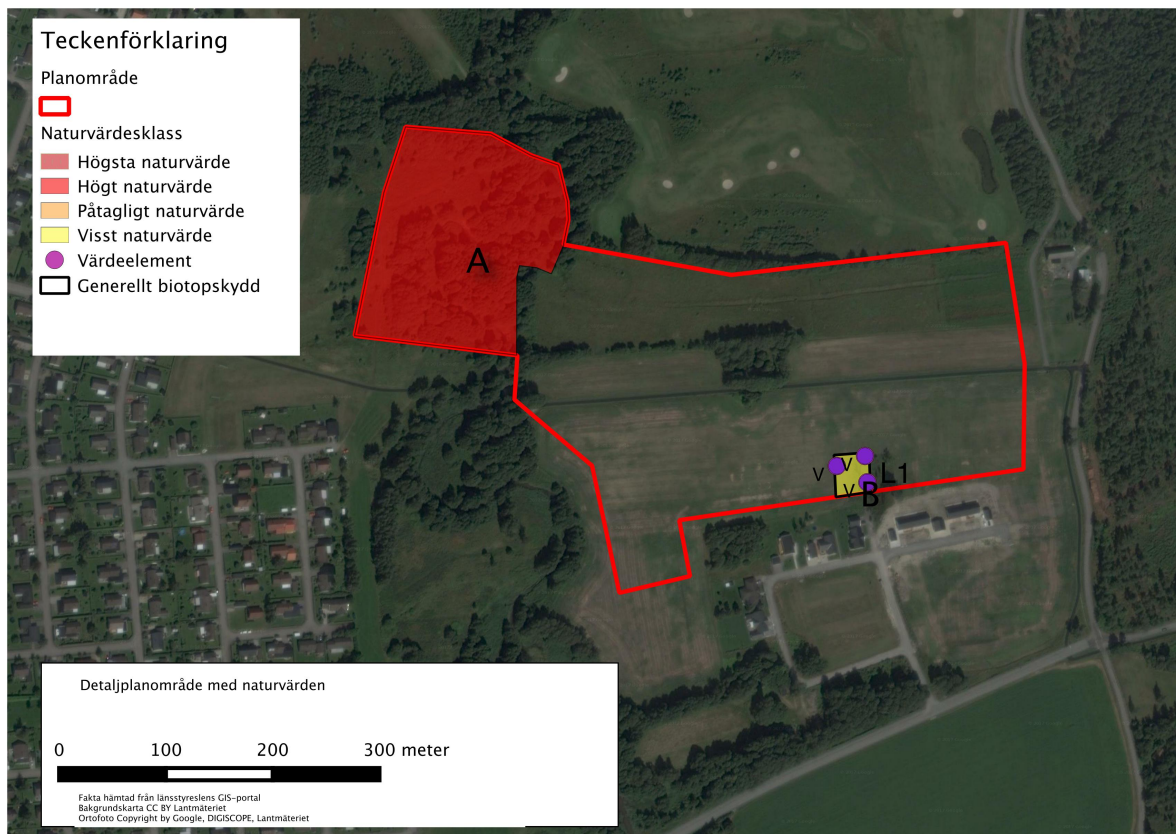 Teckenförklaring
Planområde
Naturvärdesklass
Högsta naturvärde
Högt naturvärde
Påtagligt naturvärde
Visst naturvärde
Värdeelement
Generellt biotopskydd
A
V
V
L1
V
B
Detaljplanområde med naturvärden
0 100 200 300 meter
Fakta hämtad från länsstyreslens GIS-portal
Bakgrundskarta CC BY Lantmäteriet
Ortofoto Copyright by Google, DIGISCOPE, Lantmäteriet